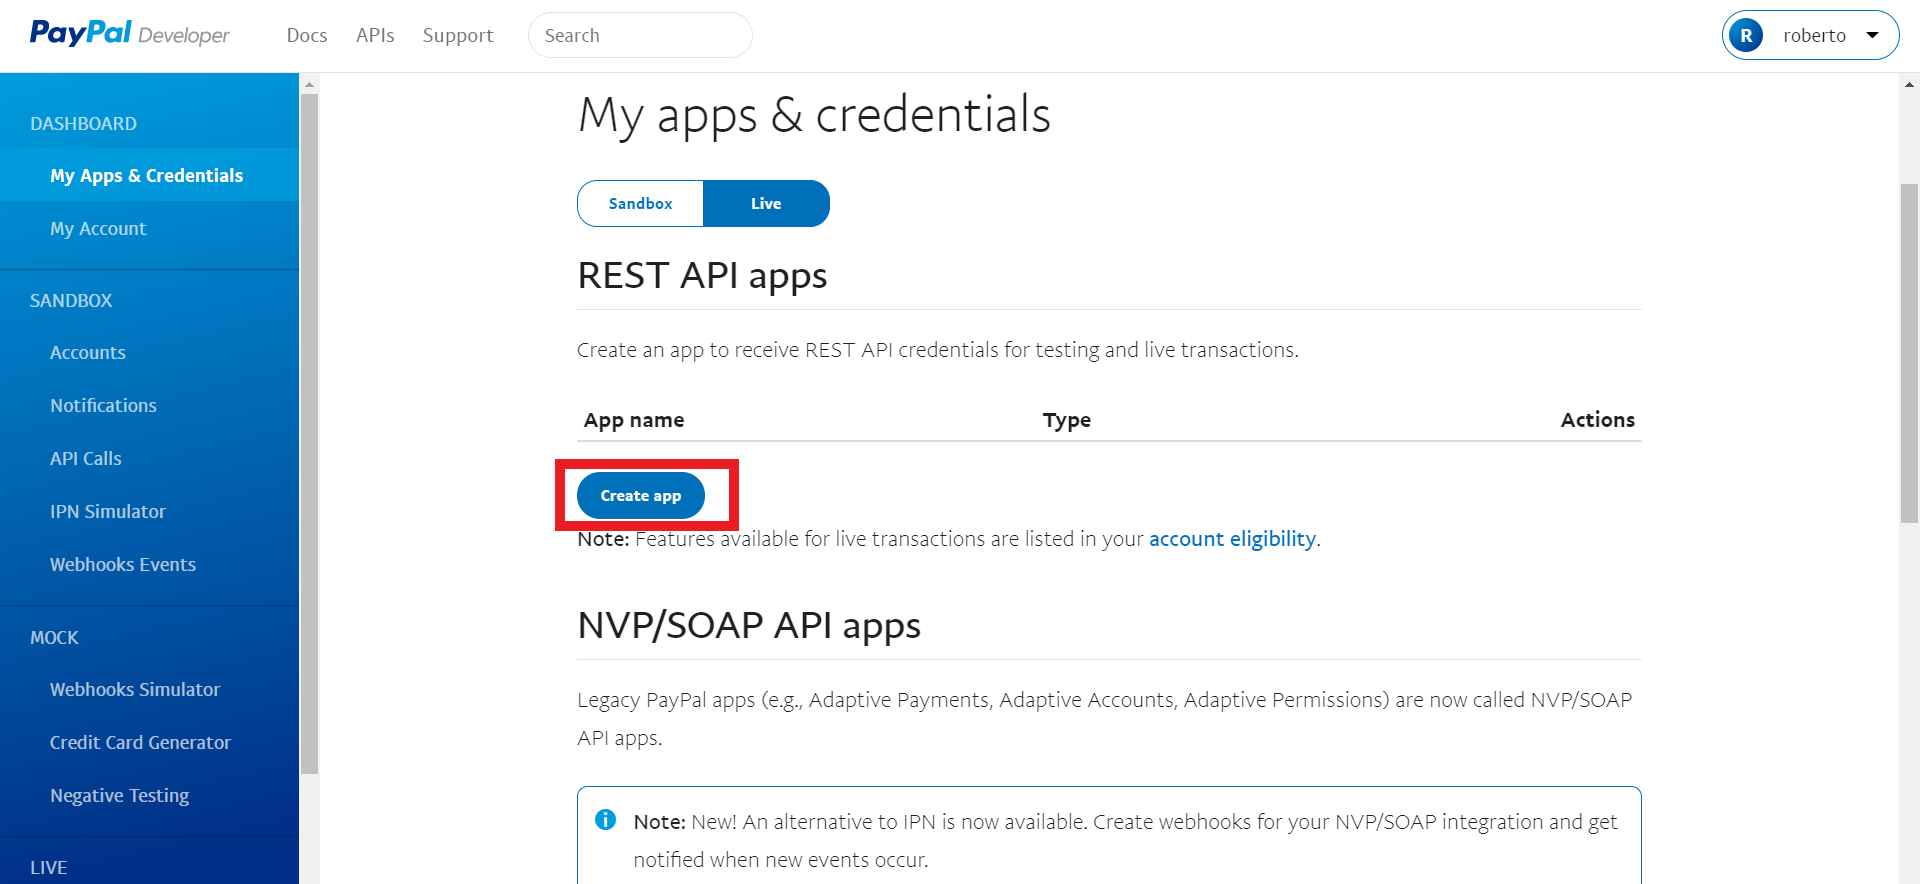 PayPal Developer
Docs APIs Support Search
R roberto
DASHBOARD
My Apps & Credentials
My Account
SANDBOX
Accounts
Notifications
API Calls
IPN Simulator
Webhooks Events
MOCK
Webhooks Simulator
Credit Card Generator
Negative Testing
LIVE
My apps & credentials
Sandbox Live
REST API apps
Create an app to receive REST API credentials for testing and live transactions.
App name Type Actions
Create app
Note: Features available for live transactions are listed in your account eligibility.
NVP/SOAP API apps
Legacy PayPal apps (e.g., Adaptive Payments, Adaptive Accounts, Adaptive Permissions) are now called NVP/SOAP
API apps.
Note: New! An alternative to IPN is now available. Create webhooks for your NVP/SOAP integration and get
notified when new events occur.